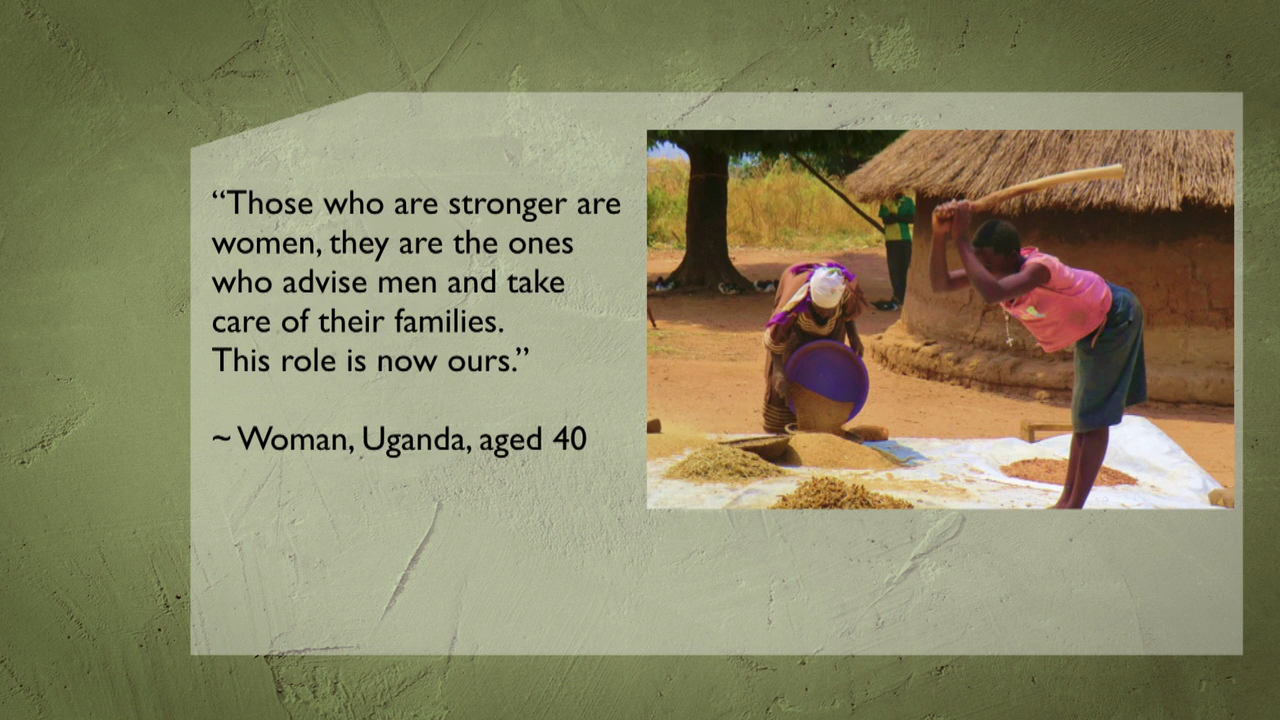 “Those who are stronger are
women, they are the ones
who advise men and take
care of their families.
This role is now ours.”
~ Woman, Uganda, aged 40